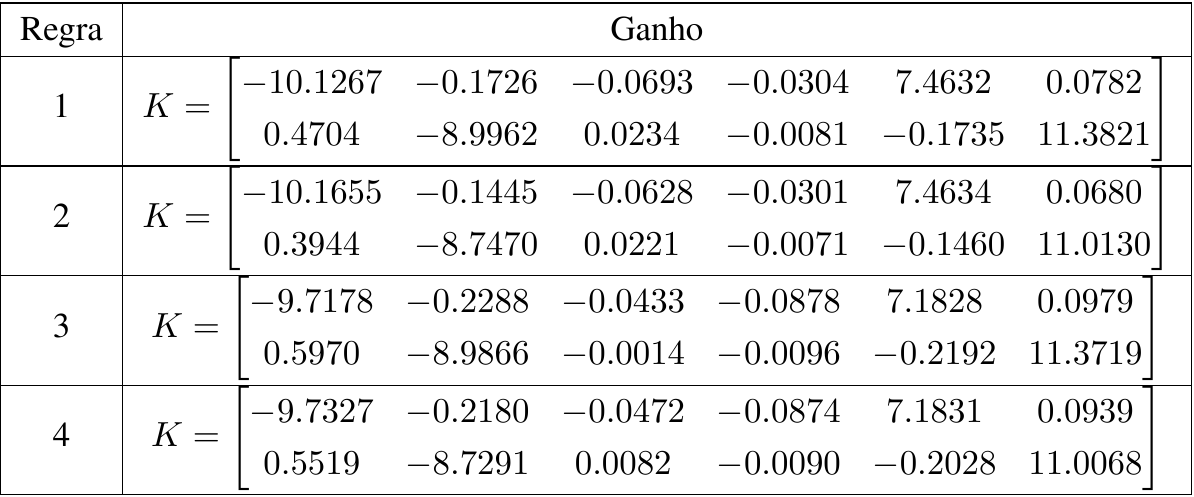 Regra Ganho
1 K = [−10.1267 −0.1726 −0.0693 −0.0304 7.4632 0.0782
0.4704 −8.9962 0.0234 −0.0081 −0.1735 11.3821]
2 K = [−10.1655 −0.1445 −0.0628 −0.0301 7.4634 0.0680
0.3944 −8.7470 0.0221 −0.0071 −0.1460 11.0130]
3 K = [−9.7178 −0.2288 −0.0433 −0.0878 7.1828 0.0979
0.5970 −8.9866 −0.0014 −0.0096 −0.2192 11.3719]
4 K = [−9.7327 −0.2180 −0.0472 −0.0874 7.1831 0.0939
0.5519 −8.7291 0.0082 −0.0090 −0.2028 11.0068]